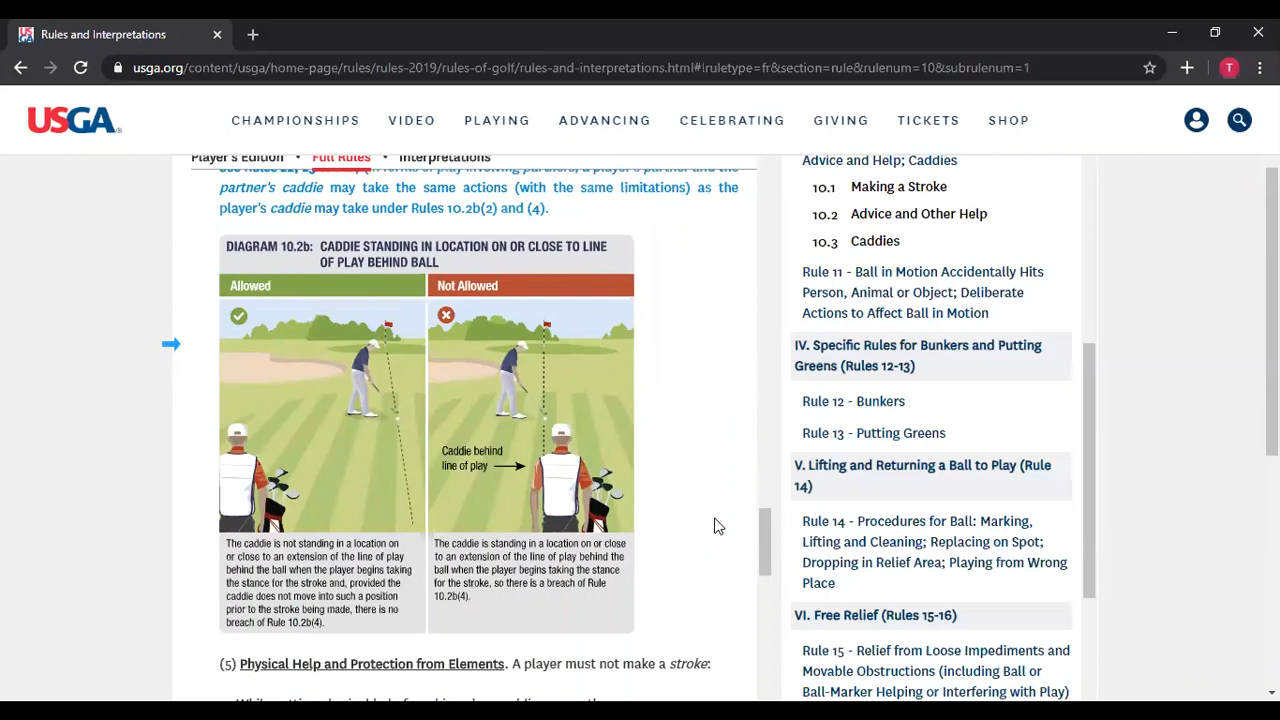 Rules and Interpretations
usga.org/content/usga/home-page/rules/rules-2019/rules-of-golf/rules-and-interpretations.html#!ruletype=fr&section=rule&rulenum=10&subrulenum=1
T
USGA
CHAMPIONSHIPS VIDEO PLAYING ADVANCING CELEBRATING GIVING TICKETS SHOP
Player's Edition • Full Rules • Interpretations
partner's caddie may take the same actions (with the same limitations) as the
player's caddie may take under Rules 10.2b(2) and (4).
DIAGRAM 10.2b: CADDIE STANDING IN LOCATION ON OR CLOSE TO LINE
OF PLAY BEHIND BALL
Allowed
Not Allowed
Caddie behind
line of play
The caddie is not standing in a location on
or close to an extension of the line of play
behind the ball when the player begins taking
the stance for the stroke and, provided the
caddie does not move into such a position
prior to the stroke being made, there is no
breach of Rule 10.2b(4).
The caddie is standing in a location on or close
to an extension of the line of play behind the
ball when the player begins taking the stance
for the stroke, so there is a breach of Rule
10.2b(4).
(5) Physical Help and Protection from Elements. A player must not make a stroke:
Advice and Help; Caddies
10.1 Making a Stroke
10.2 Advice and Other Help
10.3 Caddies
Rule 11 - Ball in Motion Accidentally Hits
Person, Animal or Object; Deliberate
Actions to Affect Ball in Motion
IV. Specific Rules for Bunkers and Putting
Greens (Rules 12-13)
Rule 12 - Bunkers
Rule 13 - Putting Greens
V. Lifting and Returning a Ball to Play (Rule
14)
Rule 14 - Procedures for Ball: Marking,
Lifting and Cleaning; Replacing on Spot;
Dropping in Relief Area; Playing from Wrong
Place
VI. Free Relief (Rules 15-16)
Rule 15 - Relief from Loose Impediments and
Movable Obstructions (including Ball or
Ball-Marker Helping or Interfering with Play)